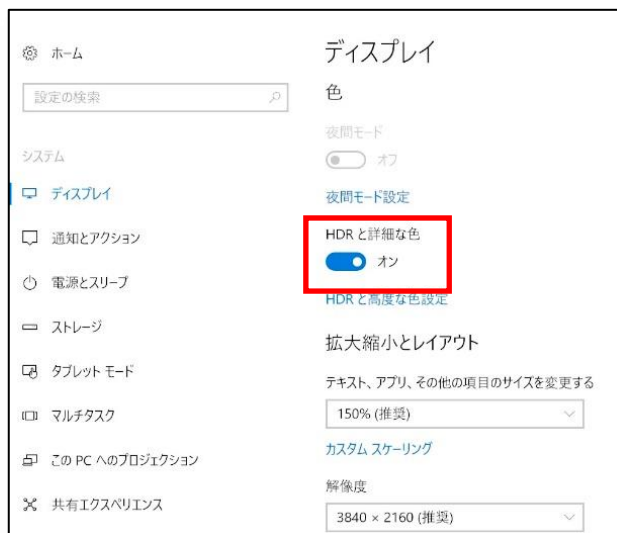 ホーム
設定の検索
システム
ディスプレイ
通知とアクション
電源とスリープ
ストレージ
タブレット モード
マルチタスク
この PC へのプロジェクション
共有エクスペリエンス
ディスプレイ
色
夜間モード
オフ
夜間モード設定
HDR と詳細な色
オン
HDR と高度な色設定
拡大縮小とレイアウト
テキスト、アプリ、その他の項目のサイズを変更する
150% (推奨)
カスタム スケーリング
解像度
3840 × 2160 (推奨)